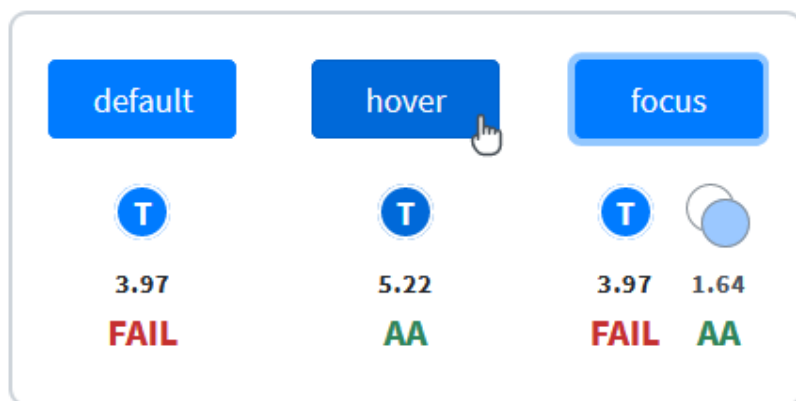 default hover focus
T T T
3.97 5.22 3.97 1.64
FAIL AA FAIL AA